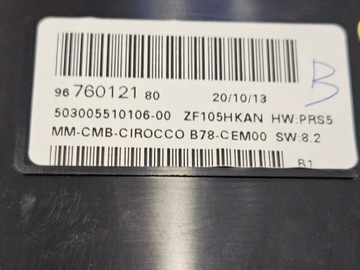 B
96 760121 80 20/10/13
503005510106-00 ZF105HKAN HW:PRS5
MM-CMB-CIROCCO B78-CEM00 SW:8.2
B1